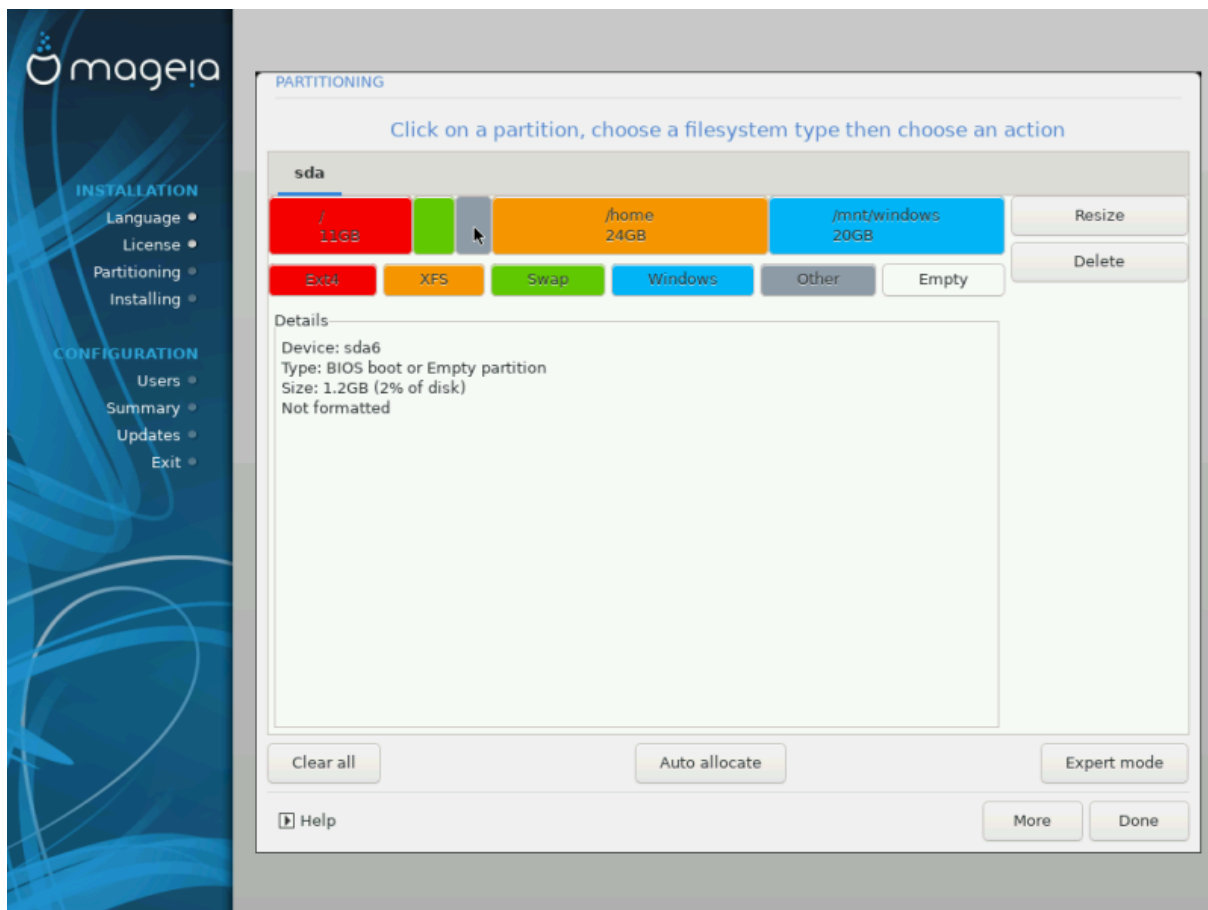 mageia
INSTALLATION
Language
License
Partitioning
Installing
CONFIGURATION
Users
Summary
Updates
Exit
PARTITIONING
Click on a partition, choose a filesystem type then choose an action
sda
/
11GB
/home
24GB
/mnt/windows
20GB
Resize
Delete
Ext4
XFS
Swap
Windows
Other
Empty
Details
Device: sda6
Type: BIOS boot or Empty partition
Size: 1.2GB (2% of disk)
Not formatted
Clear all
Auto allocate
Expert mode
Help
More
Done